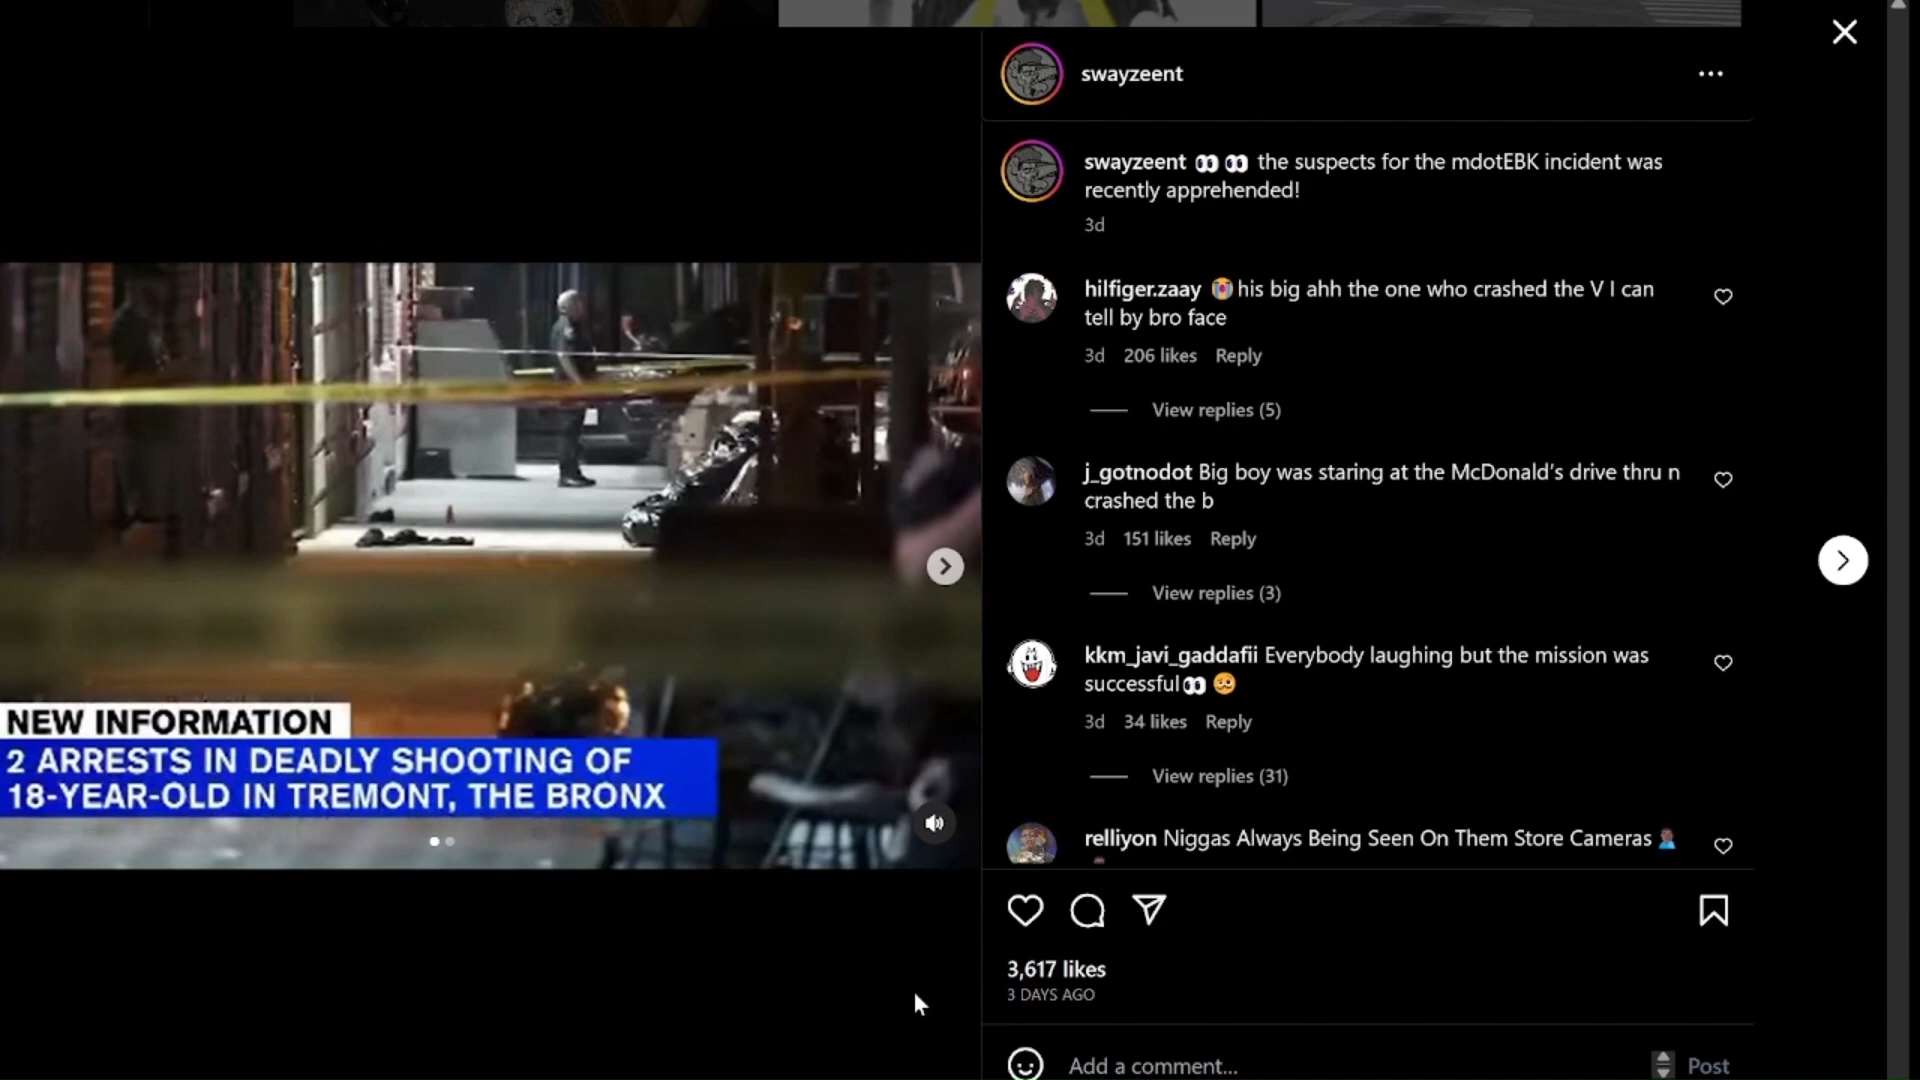 swayzeent
swayzeent 👀 👀 the suspects for the mdotEBK incident was
recently apprehended!
3d
hilfiger.zaay 😭his big ahh the one who crashed the V I can
tell by bro face
3d 206 likes Reply
View replies (5)
j_gotnodot Big boy was staring at the McDonald's drive thru n
crashed the b
3d 151 likes Reply
View replies (3)
kkm_javi_gaddafii Everybody laughing but the mission was
successful👀🥴
3d 34 likes Reply
View replies (31)
relliyon Niggas Always Being Seen On Them Store Cameras🤦🏾‍♂️
3,617 likes
3 DAYS AGO
Add a comment...
Post
NEW INFORMATION
2 ARRESTS IN DEADLY SHOOTING OF
18-YEAR-OLD IN TREMONT, THE BRONX